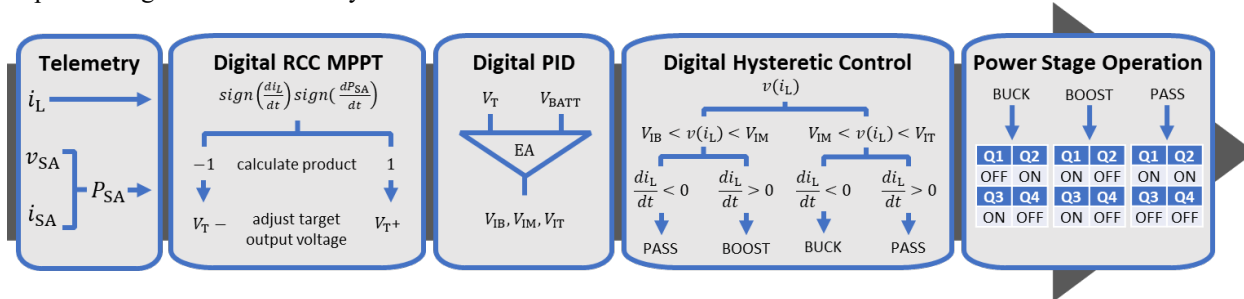 Telemetry
i_L
v_SA
i_SA
P_SA
Digital RCC MPPT
sign(di_L/dt)sign(dP_SA/dt)
−1 calculate product 1
V_T − adjust target V_T+
output voltage
Digital PID
V_T V_BATT
EA
V_IB, V_IM, V_IT
Digital Hysteretic Control
v(i_L)
V_IB < v(i_L) < V_IM V_IM < v(i_L) < V_IT
di_L/dt < 0 di_L/dt > 0 di_L/dt < 0 di_L/dt > 0
PASS BOOST BUCK PASS
Power Stage Operation
BUCK BOOST PASS
Q1 Q2 Q1 Q2 Q1 Q2
OFF ON ON OFF ON ON
Q3 Q4 Q3 Q4 Q3 Q4
ON OFF OFF ON OFF OFF